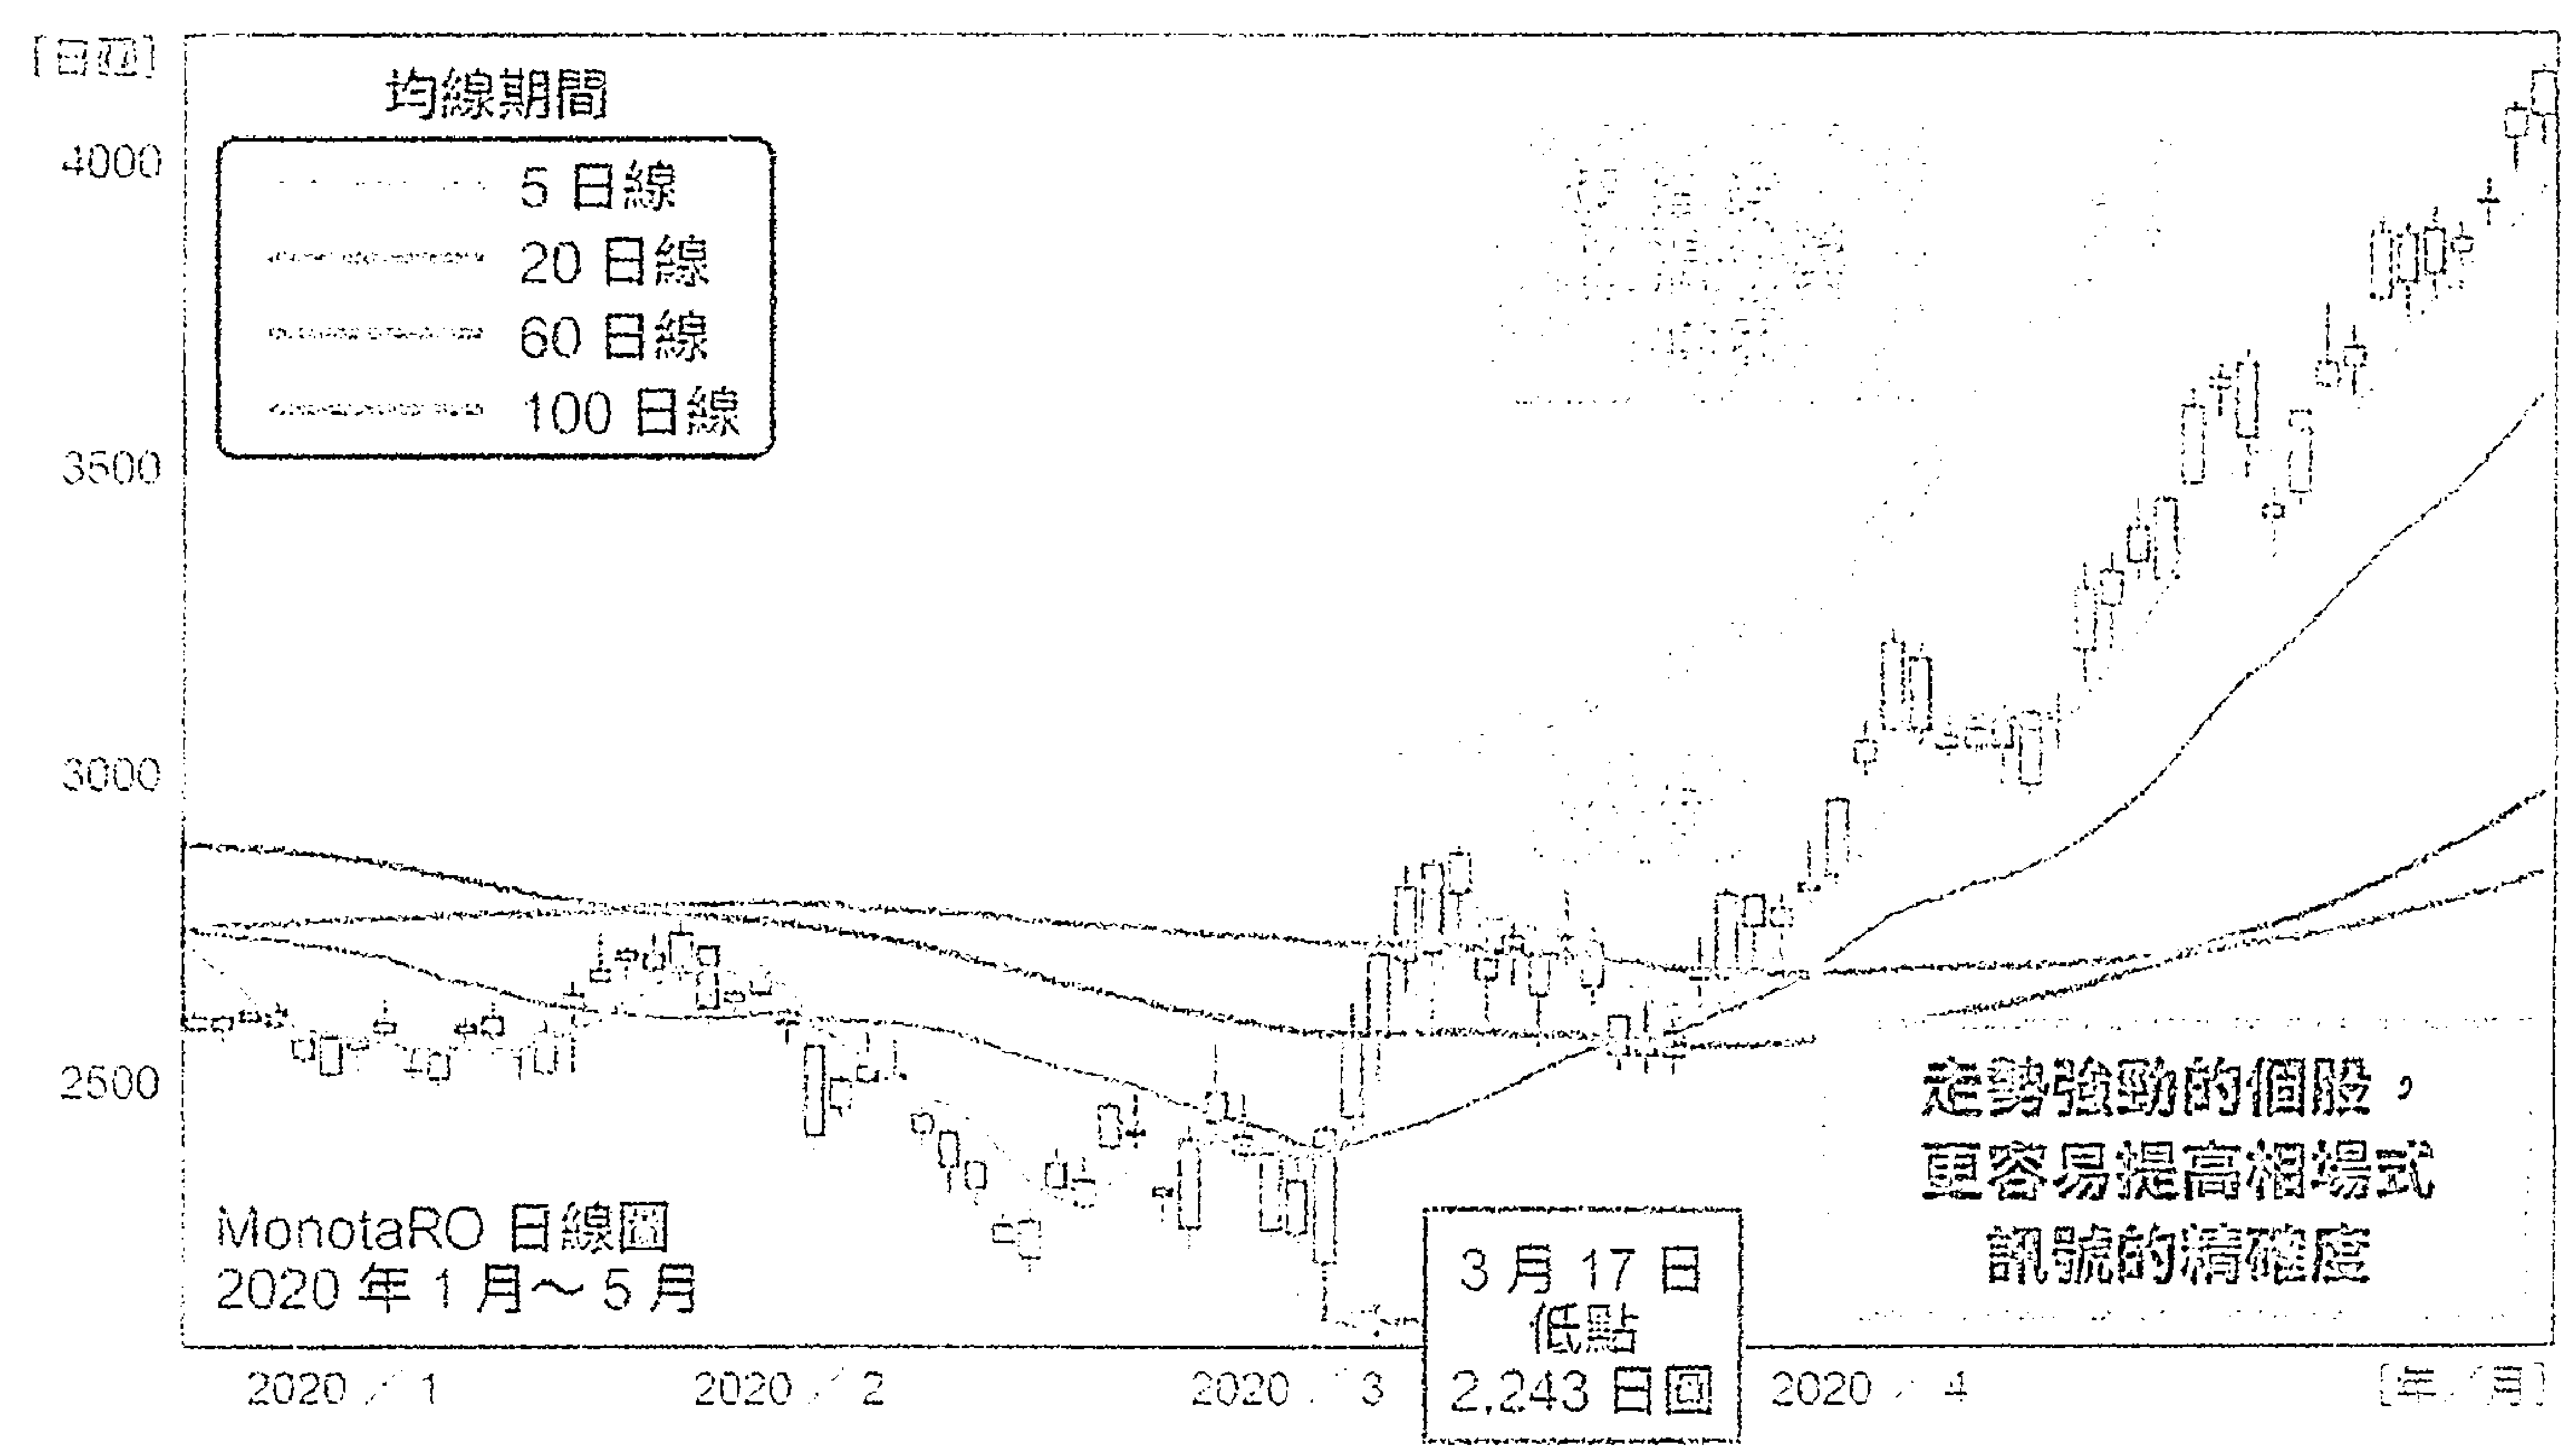 [日圓]
均線期間
5 日線
20 日線
60 日線
100 日線
4000
3500
3000
2500
MonotaRO 日線圖
2020 年 1 月～5 月
3 月 17 日
低點
2,243 日圓
走勢強勁的個股，
更容易提高相場式
訊號的精確度
2020／1
2020／2
2020／3
2020／4
[年／月]